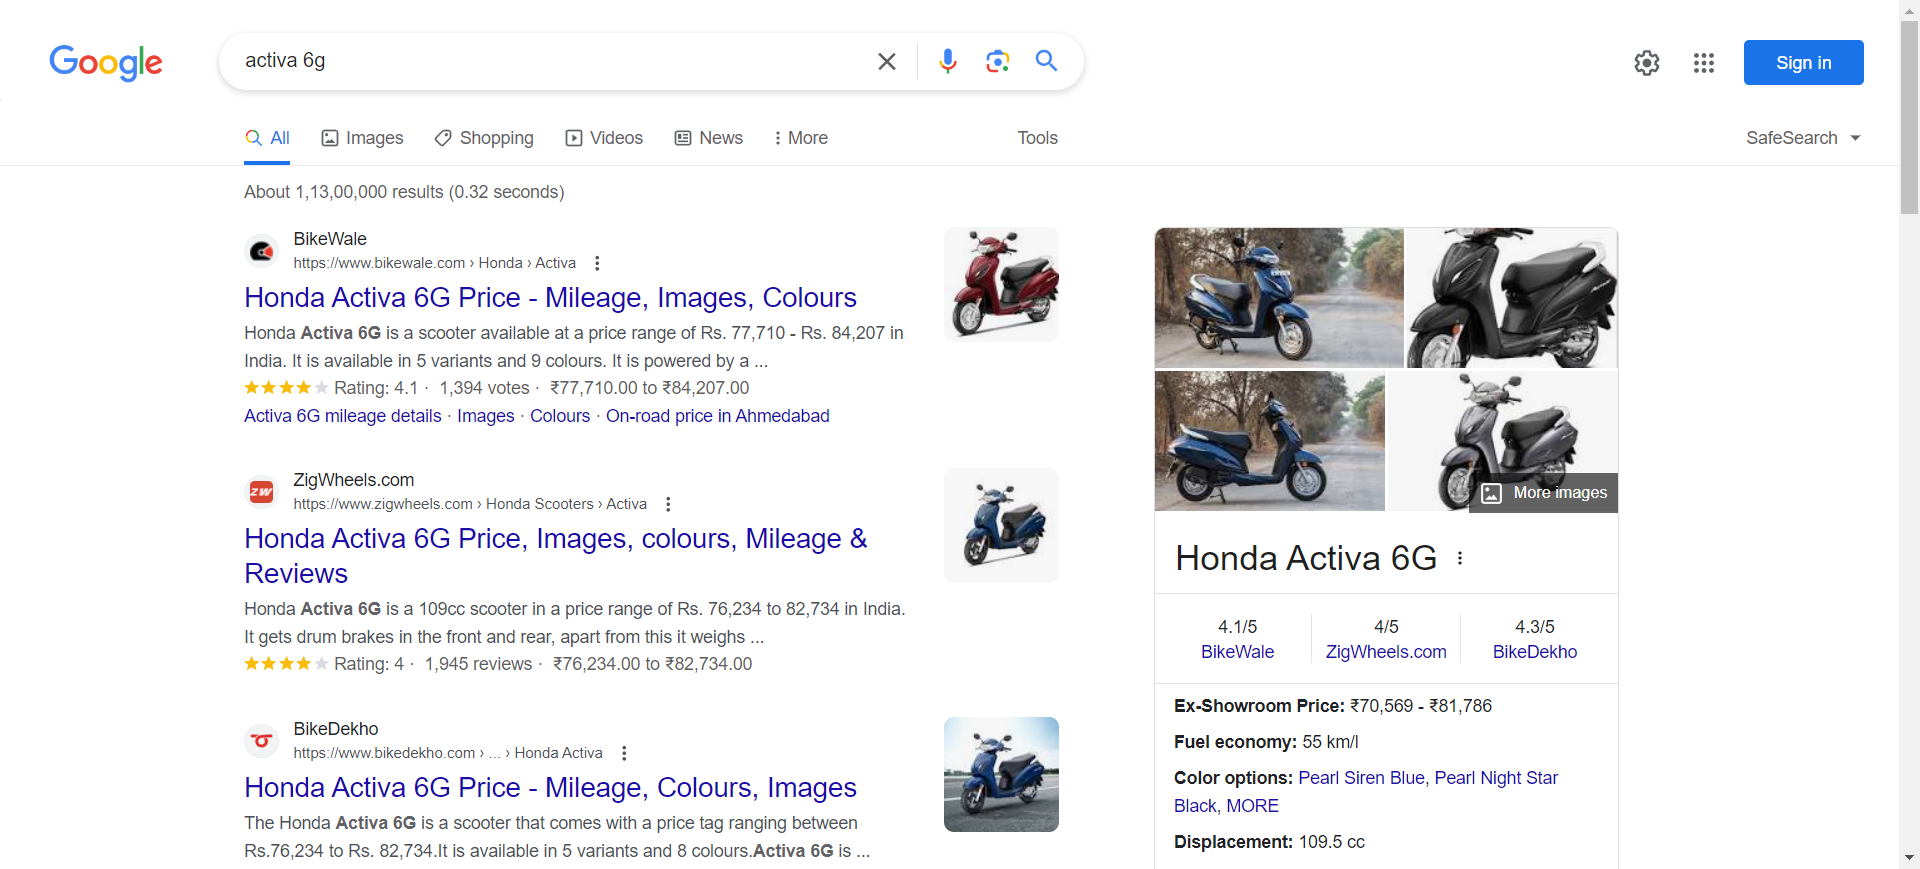 Google
activa 6g
Sign in
All Images Shopping Videos News More Tools SafeSearch
About 1,13,00,000 results (0.32 seconds)
BikeWale
https://www.bikewale.com › Honda › Activa
Honda Activa 6G Price - Mileage, Images, Colours
Honda Activa 6G is a scooter available at a price range of Rs. 77,710 - Rs. 84,207 in
India. It is available in 5 variants and 9 colours. It is powered by a ...
Rating: 4.1 · 1,394 votes · ₹77,710.00 to ₹84,207.00
Activa 6G mileage details · Images · Colours · On-road price in Ahmedabad
ZW
ZigWheels.com
https://www.zigwheels.com › Honda Scooters › Activa
Honda Activa 6G Price, Images, colours, Mileage &
Reviews
Honda Activa 6G is a 109cc scooter in a price range of Rs. 76,234 to 82,734 in India.
It gets drum brakes in the front and rear, apart from this it weighs ...
Rating: 4 · 1,945 reviews · ₹76,234.00 to ₹82,734.00
BikeDekho
https://www.bikedekho.com › ... › Honda Activa
Honda Activa 6G Price - Mileage, Colours, Images
The Honda Activa 6G is a scooter that comes with a price tag ranging between
Rs.76,234 to Rs. 82,734.It is available in 5 variants and 8 colours.Activa 6G is ...
More images
Honda Activa 6G
4.1/5 4/5 4.3/5
BikeWale ZigWheels.com BikeDekho
Ex-Showroom Price: ₹70,569 - ₹81,786
Fuel economy: 55 km/l
Color options: Pearl Siren Blue, Pearl Night Star
Black, MORE
Displacement: 109.5 cc